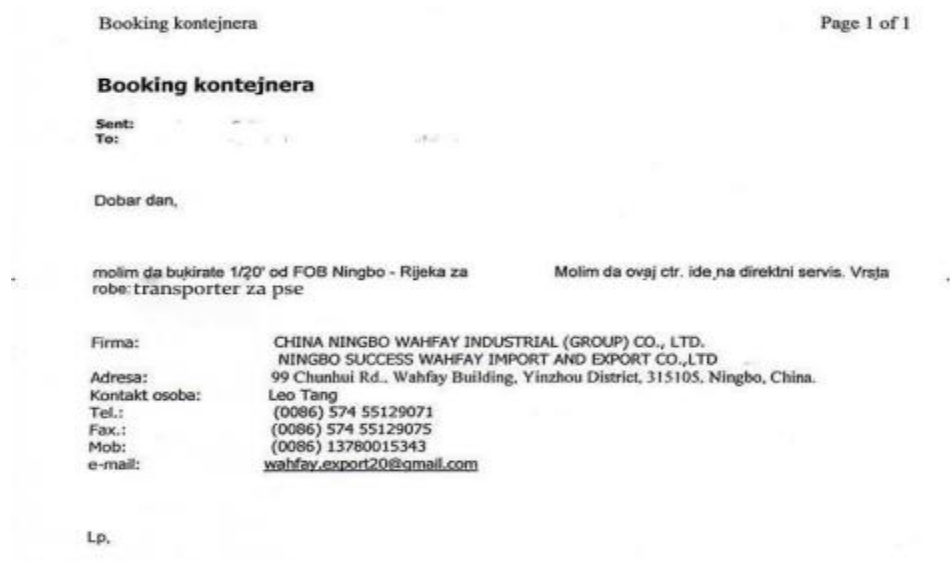 Booking kontejnera Page 1 of 1
Booking kontejnera
Sent:
To:
Dobar dan,
molim da bukirate 1/20' od FOB Ningbo - Rijeka za Molim da ovaj ctr. ide na direktni servis. Vrsta
robe: transporter za pse
Firma: CHINA NINGBO WAHFAY INDUSTRIAL (GROUP) CO., LTD.
NINGBO SUCCESS WAHFAY IMPORT AND EXPORT CO.,LTD
Adresa: 99 Chunhui Rd., Wahfay Building, Yinzhou District, 315105, Ningbo, China.
Kontakt osoba: Leo Tang
Tel.: (0086) 574 55129071
Fax.: (0086) 574 55129075
Mob: (0086) 13780015343
e-mail: wahfay.export20@gmail.com
Lp,